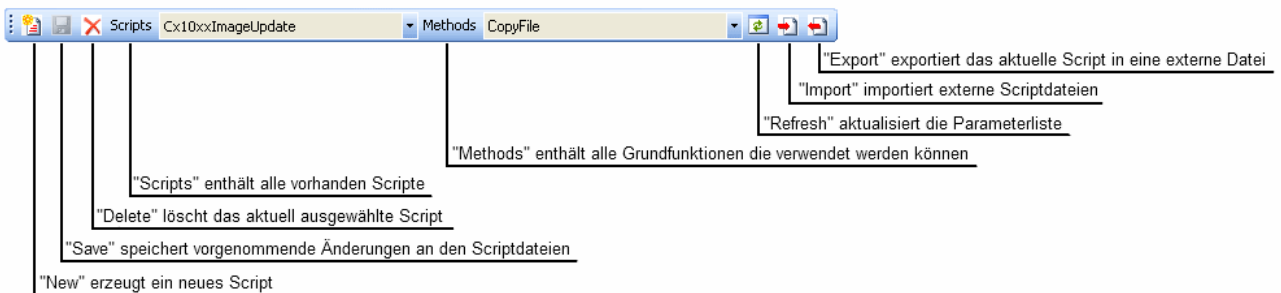 Scripts Cx10xxImageUpdate Methods CopyFile
"Export" exportiert das aktuelle Script in eine externe Datei
"Import" importiert externe Scriptdateien
"Refresh" aktualisiert die Parameterliste
"Methods" enthält alle Grundfunktionen die verwendet werden können
"Scripts" enthält alle vorhanden Scripte
"Delete" löscht das aktuell ausgewählte Script
"Save" speichert vorgenommende Änderungen an den Scriptdateien
"New" erzeugt ein neues Script